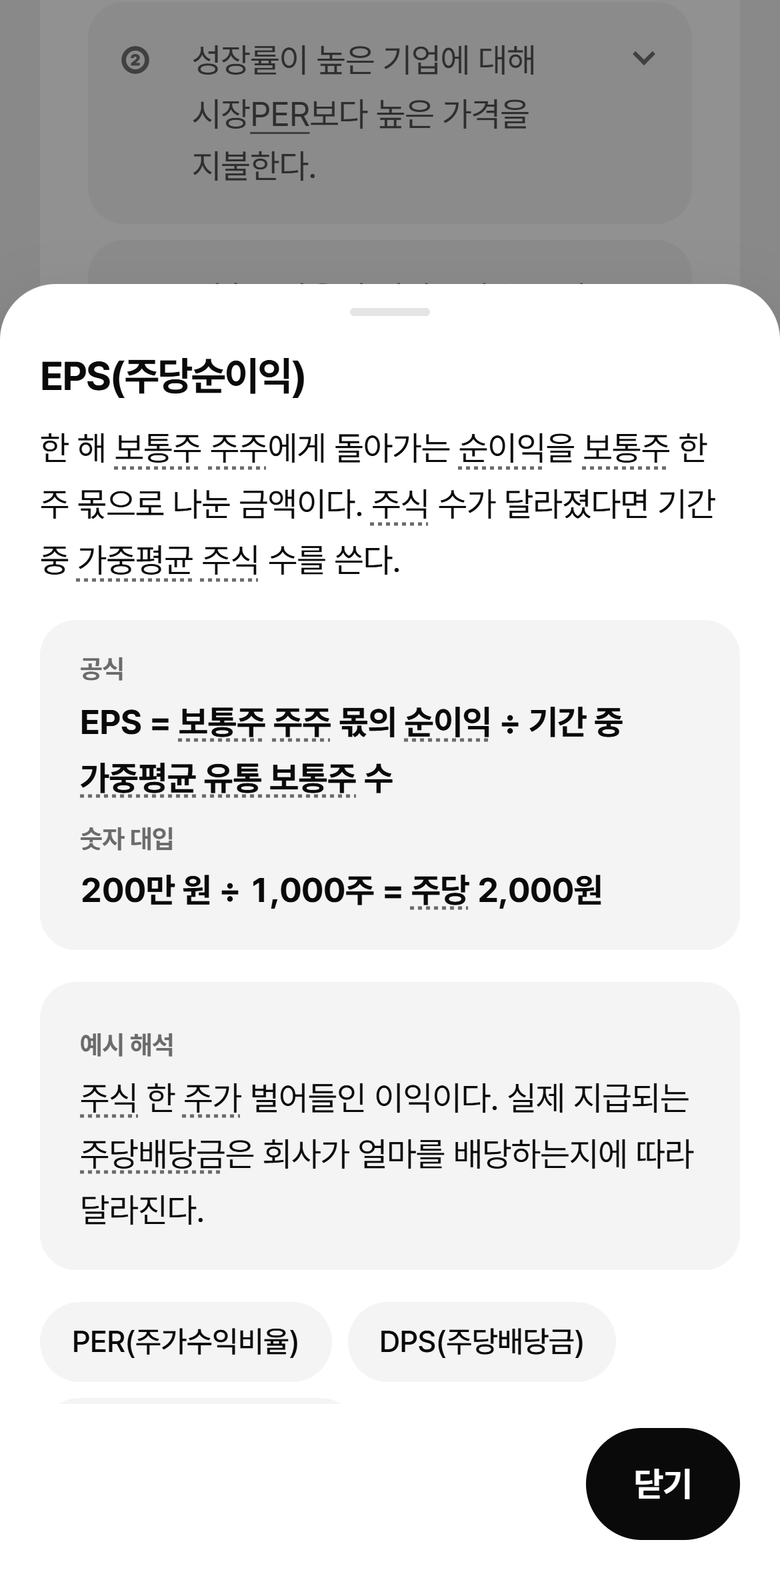 ② 성장률이 높은 기업에 대해
시장PER보다 높은 가격을
지불한다.
EPS(주당순이익)
한 해 보통주 주주에게 돌아가는 순이익을 보통주 한
주 몫으로 나눈 금액이다. 주식 수가 달라졌다면 기간
중 가중평균 주식 수를 쓴다.
공식
EPS = 보통주 주주 몫의 순이익 ÷ 기간 중
가중평균 유통 보통주 수
숫자 대입
200만 원 ÷ 1,000주 = 주당 2,000원
예시 해석
주식 한 주가 벌어들인 이익이다. 실제 지급되는
주당배당금은 회사가 얼마를 배당하는지에 따라
달라진다.
PER(주가수익비율) DPS(주당배당금)
닫기